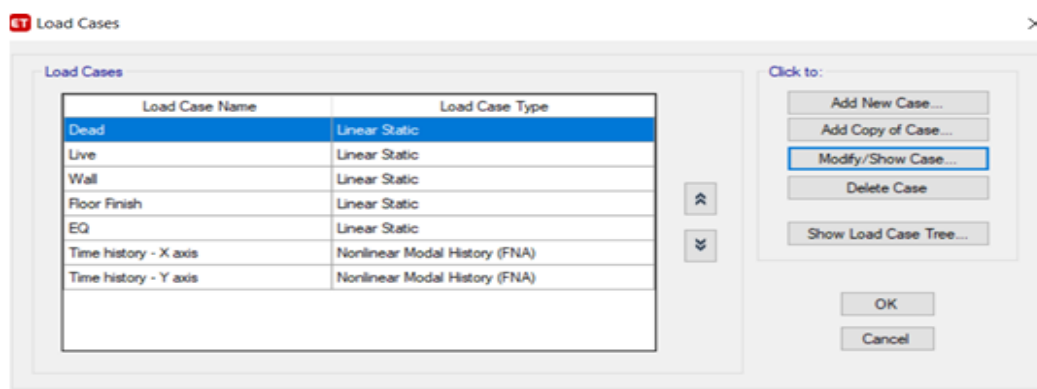 ET Load Cases
Load Cases
Load Case Name Load Case Type
Dead Linear Static
Live Linear Static
Wall Linear Static
Floor Finish Linear Static
EQ Linear Static
Time history - X axis Nonlinear Modal History (FNA)
Time history - Y axis Nonlinear Modal History (FNA)
Click to:
Add New Case...
Add Copy of Case...
Modify/Show Case...
Delete Case
Show Load Case Tree...
OK
Cancel